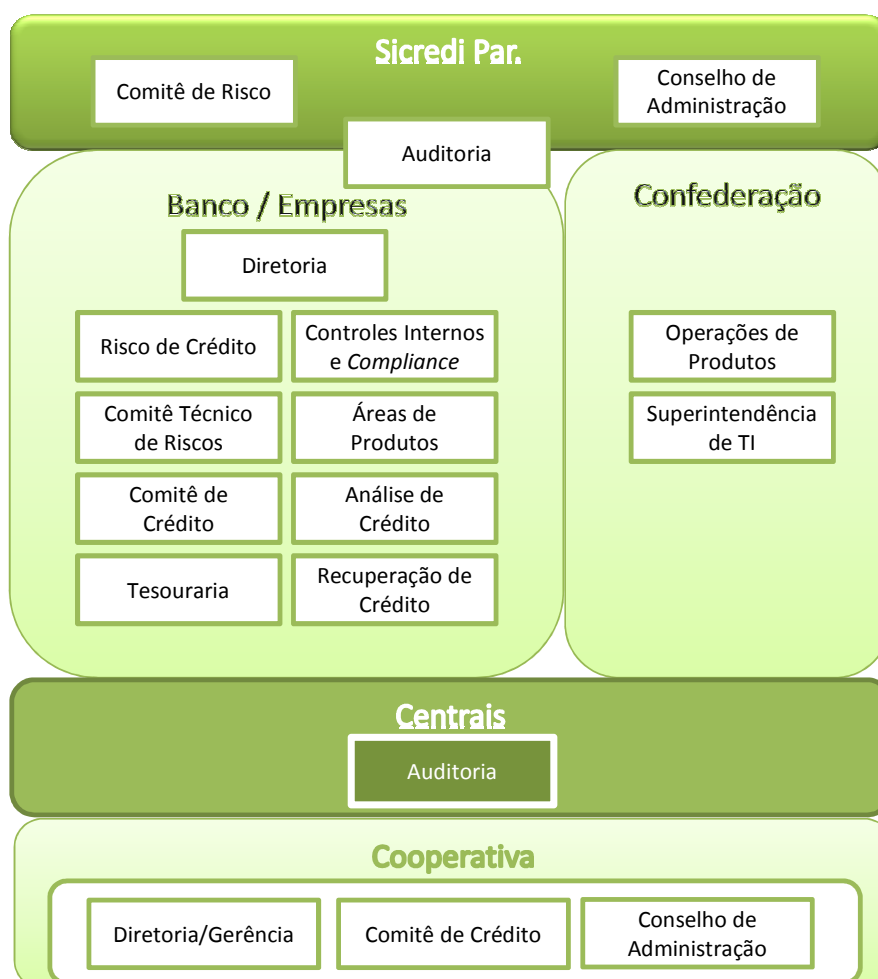 Sicredi Par.
Comitê de Risco
Conselho de
Administração
Auditoria
Banco / Empresas
Diretoria
Risco de Crédito
Controles Internos
e Compliance
Comitê Técnico
de Riscos
Áreas de
Produtos
Comitê de
Crédito
Análise de
Crédito
Tesouraria
Recuperação de
Crédito
Confederação
Operações de
Produtos
Superintendência
de TI
Centrais
Auditoria
Cooperativa
Diretoria/Gerência
Comitê de Crédito
Conselho de
Administração